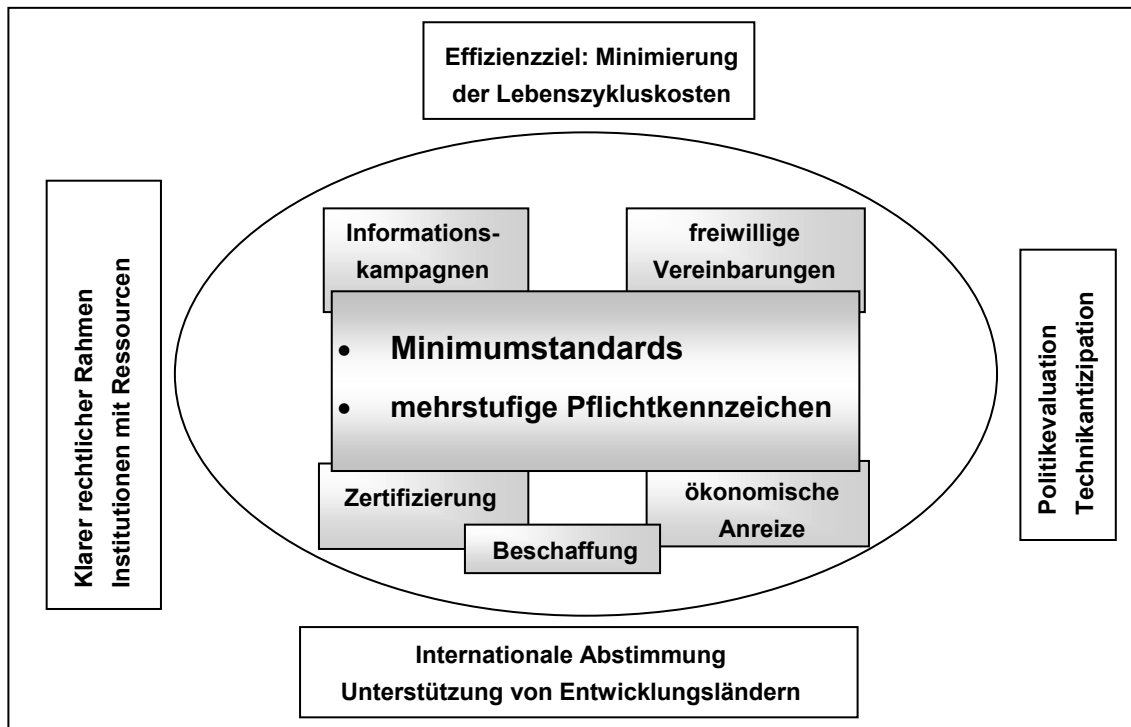 Effizienzziel: Minimierung
der Lebenszykluskosten
Klarer rechtlicher Rahmen
Institutionen mit Ressourcen
Informations-
kampagnen
freiwillige
Vereinbarungen
• Minimumstandards
• mehrstufige Pflichtkennzeichen
Zertifizierung
ökonomische
Anreize
Beschaffung
Politikevaluation
Technikantizipation
Internationale Abstimmung
Unterstützung von Entwicklungsländern